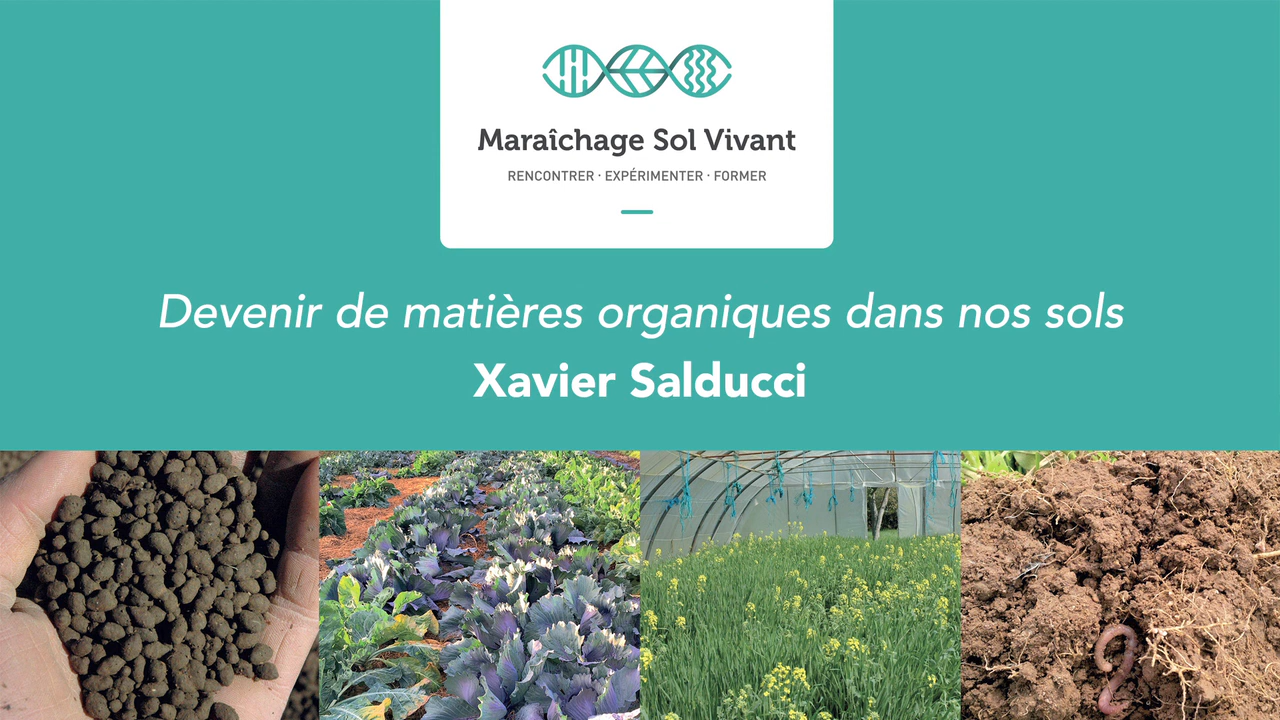 Maraîchage Sol Vivant
RENCONTRER · EXPÉRIMENTER · FORMER
Devenir de matières organiques dans nos sols
Xavier Salducci